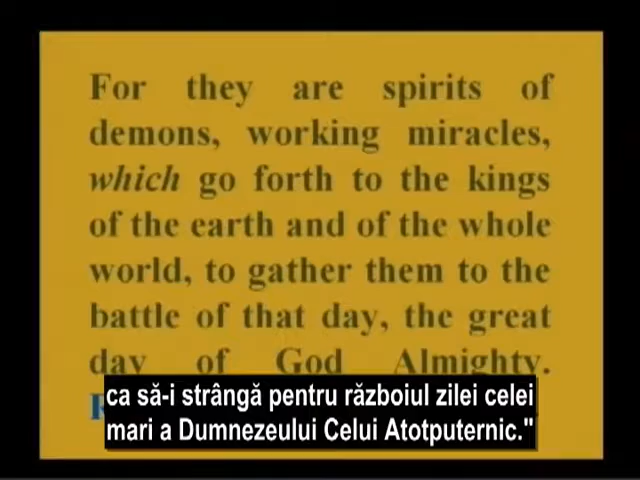 For they are spirits of
demons, working miracles,
which go forth to the kings
of the earth and of the whole
world, to gather them to the
battle of that day, the great
day of God Almighty.
ca să-i strângă pentru războiul zilei celei
mari a Dumnezeului Celui Atotputernic."